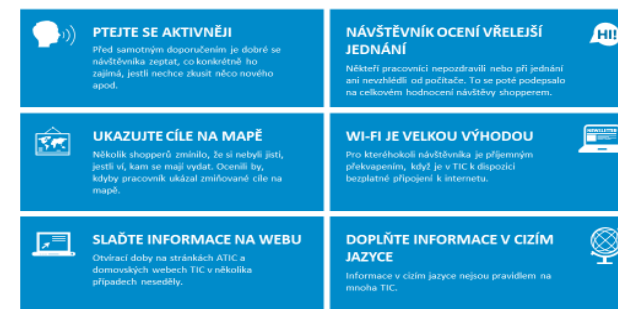 PTEJTE SE AKTIVNĚJI
Před samotným doporučením je dobré se
návštěvníka zeptat, co konkrétně ho
zajímá, jestli nechce zkusit něco nového
apod.
NÁVŠTĚVNÍK OCENÍ VŘELEJŠÍ
JEDNÁNÍ
Někteří pracovníci nepozdravili nebo při jednání
ani nevzhlédli od počítače. To se poté podepsalo
na celkovém hodnocení návštěvy shopperem.
HI!
UKAZUJTE CÍLE NA MAPĚ
Několik shopperů zmínilo, že si nebyli jisti,
jestli ví, kam se mají vydat. Ocenili by,
kdyby pracovník ukázal zmiňované cíle na
mapě.
WI-FI JE VELKOU VÝHODOU
Pro kteréhokoli návštěvníka je příjemným
překvapením, když je v TIC k dispozici
bezplatné připojení k internetu.
NEWSLETTER
SLAĎTE INFORMACE NA WEBU
Otvírací doby na stránkách ATIC a
domovských webech TIC v několika
případech neseděly.
DOPLŇTE INFORMACE V CIZÍM
JAZYCE
Informace v cizím jazyce nejsou pravidlem na
mnoha TIC.